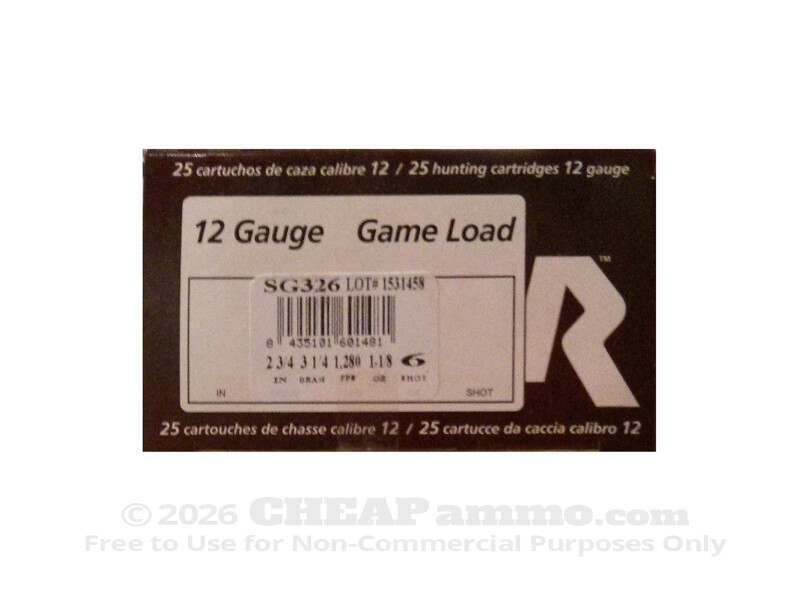 25 cartuchos de caza calibre 12 / 25 hunting cartridges 12 gauge
12 Gauge Game Load
R™
SG326 LOT# 1531458
8 435101 601481
2 3/4 3 1/4 1,280 1-1/8 6
IN DRAM FPS OZ SHOT
IN SHOT
25 cartouches de chasse calibre 12 / 25 cartucce da caccia calibro 12
© 2026 CHEAP ammo.com
Free to Use for Non-Commercial Purposes Only